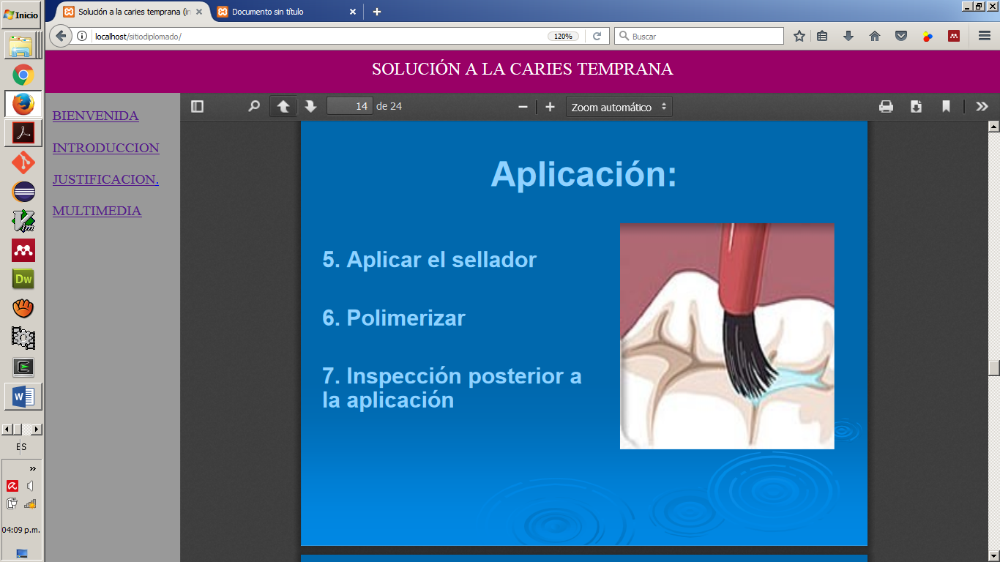 Inicio
Solución a la caries temprana (in
Documento sin título
localhost/sitiodiplomado/
120%
Buscar
SOLUCIÓN A LA CARIES TEMPRANA
BIENVENIDA
INTRODUCCION
JUSTIFICACION.
MULTIMEDIA
14 de 24
Zoom automático
Aplicación:
5. Aplicar el sellador
6. Polimerizar
7. Inspección posterior a
la aplicación
Dw
ES
04:09 p.m.